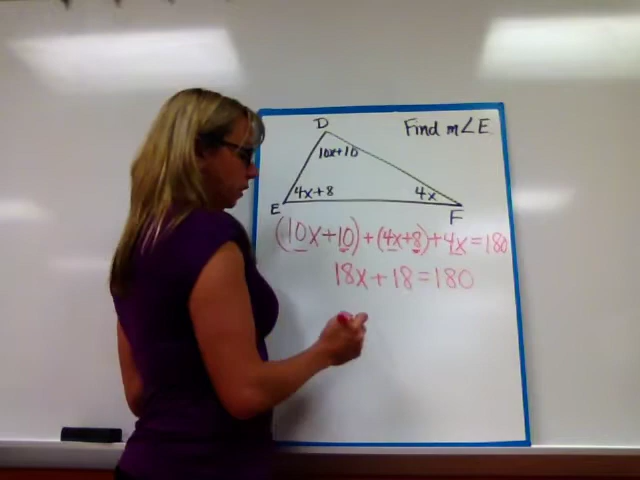 D
Find m∠E
10x+10
4x+8
4x
E
F
(10x+10)+(4x+8)+4x=180
18x+18=180